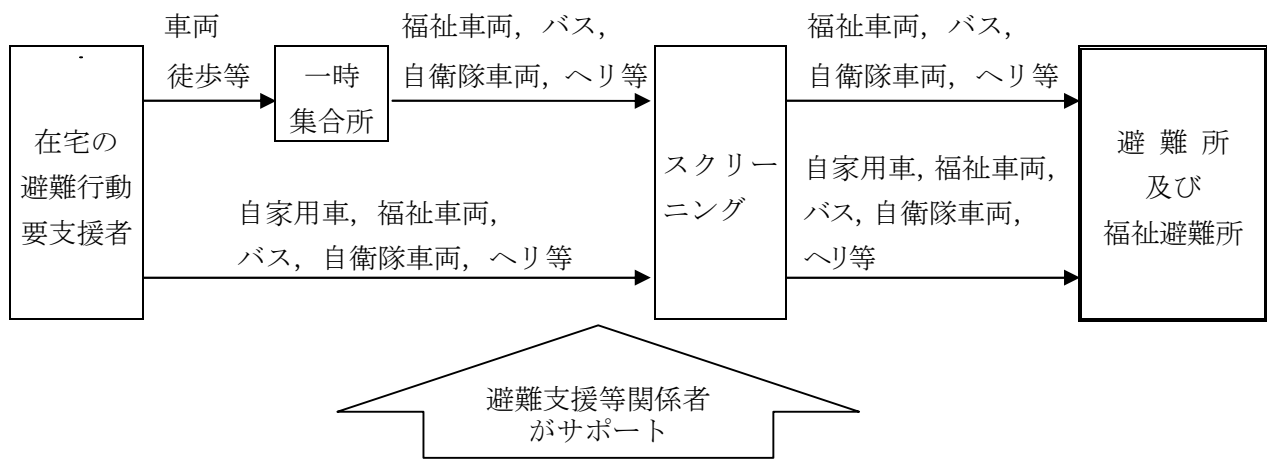 在宅の
避難行動
要支援者
車両
徒歩等
一時
集合所
福祉車両，バス，
自衛隊車両，ヘリ等
自家用車，福祉車両，
バス，自衛隊車両，ヘリ等
スクリー
ニング
福祉車両，バス，
自衛隊車両，ヘリ等
自家用車，福祉車両，
バス，自衛隊車両，
ヘリ等
避難所
及び
福祉避難所
避難支援等関係者
がサポート